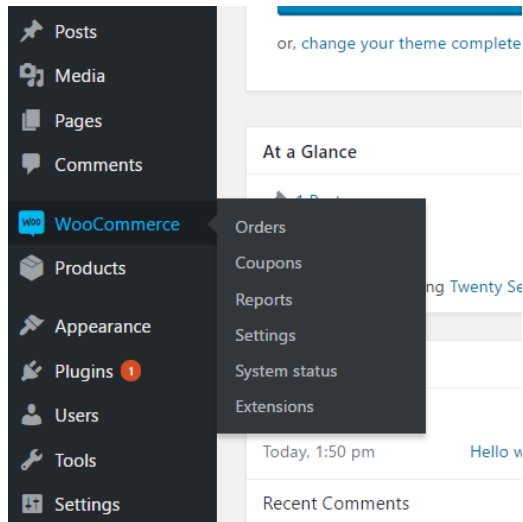 Posts
Media
Pages
Comments
WOO WooCommerce
Products
Appearance
Plugins 1
Users
Tools
Settings
Orders
Coupons
Reports
Settings
System status
Extensions
or, change your theme complete
At a Glance
ng Twenty Se
Today, 1:50 pm Hello w
Recent Comments